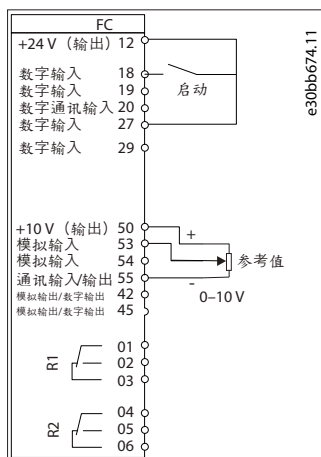 FC
+24 V（输出）12
数字输入 18
数字输入 19
启动
数字通讯输入 20
数字输入 27
数字输入 29
+10 V（输出）50
+
模拟输入 53
模拟输入 54
参考值
通讯输入/输出 55
-
模拟输出/数字输出 42
0–10 V
模拟输出/数字输出 45
R1
01
02
03
R2
04
05
06
e30bb674.11